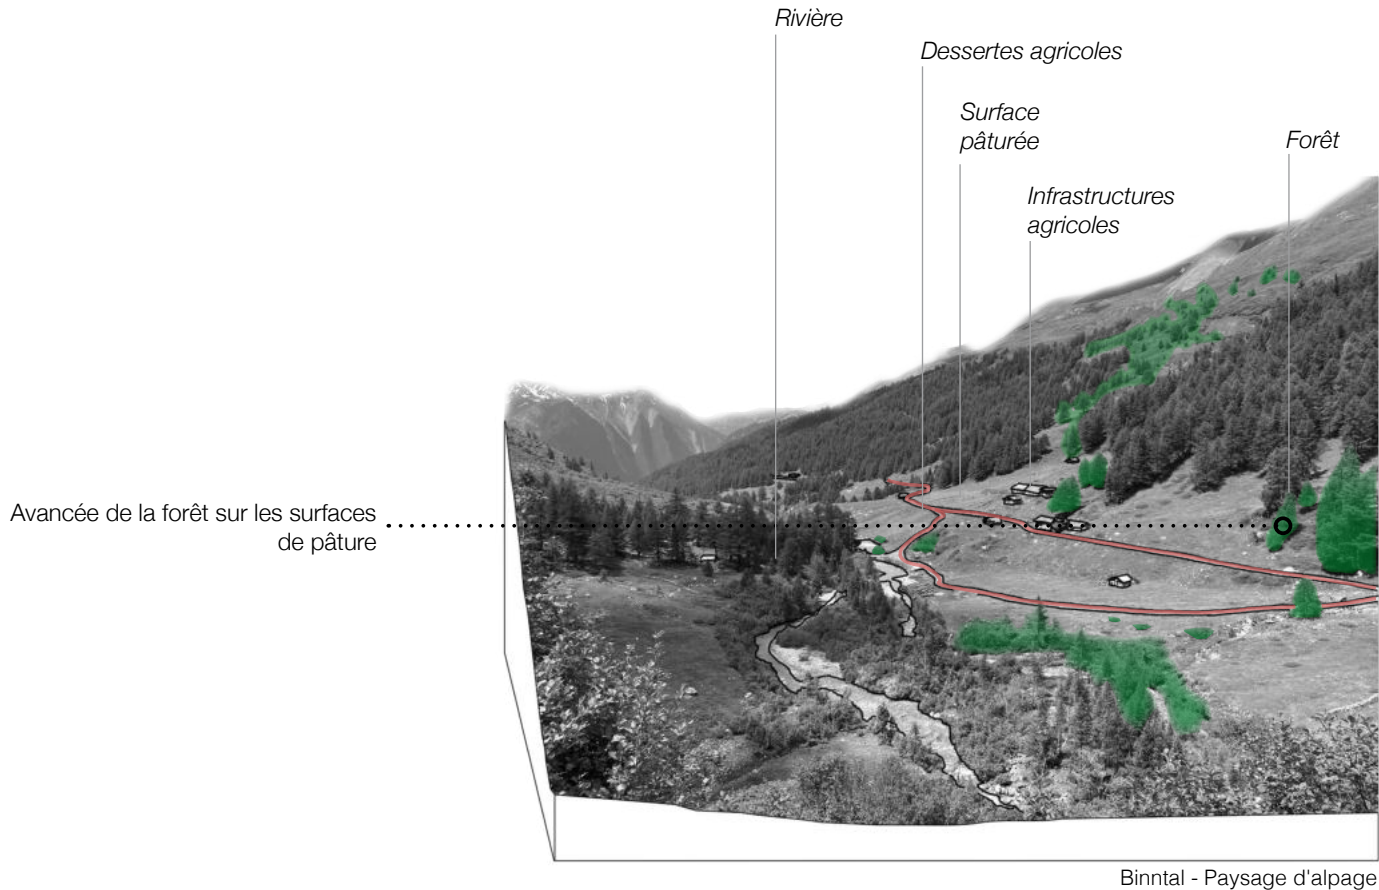 Rivière
Dessertes agricoles
Surface
pâturée
Forêt
Infrastructures
agricoles
Avancée de la forêt sur les surfaces
de pâture
Binntal - Paysage d'alpage